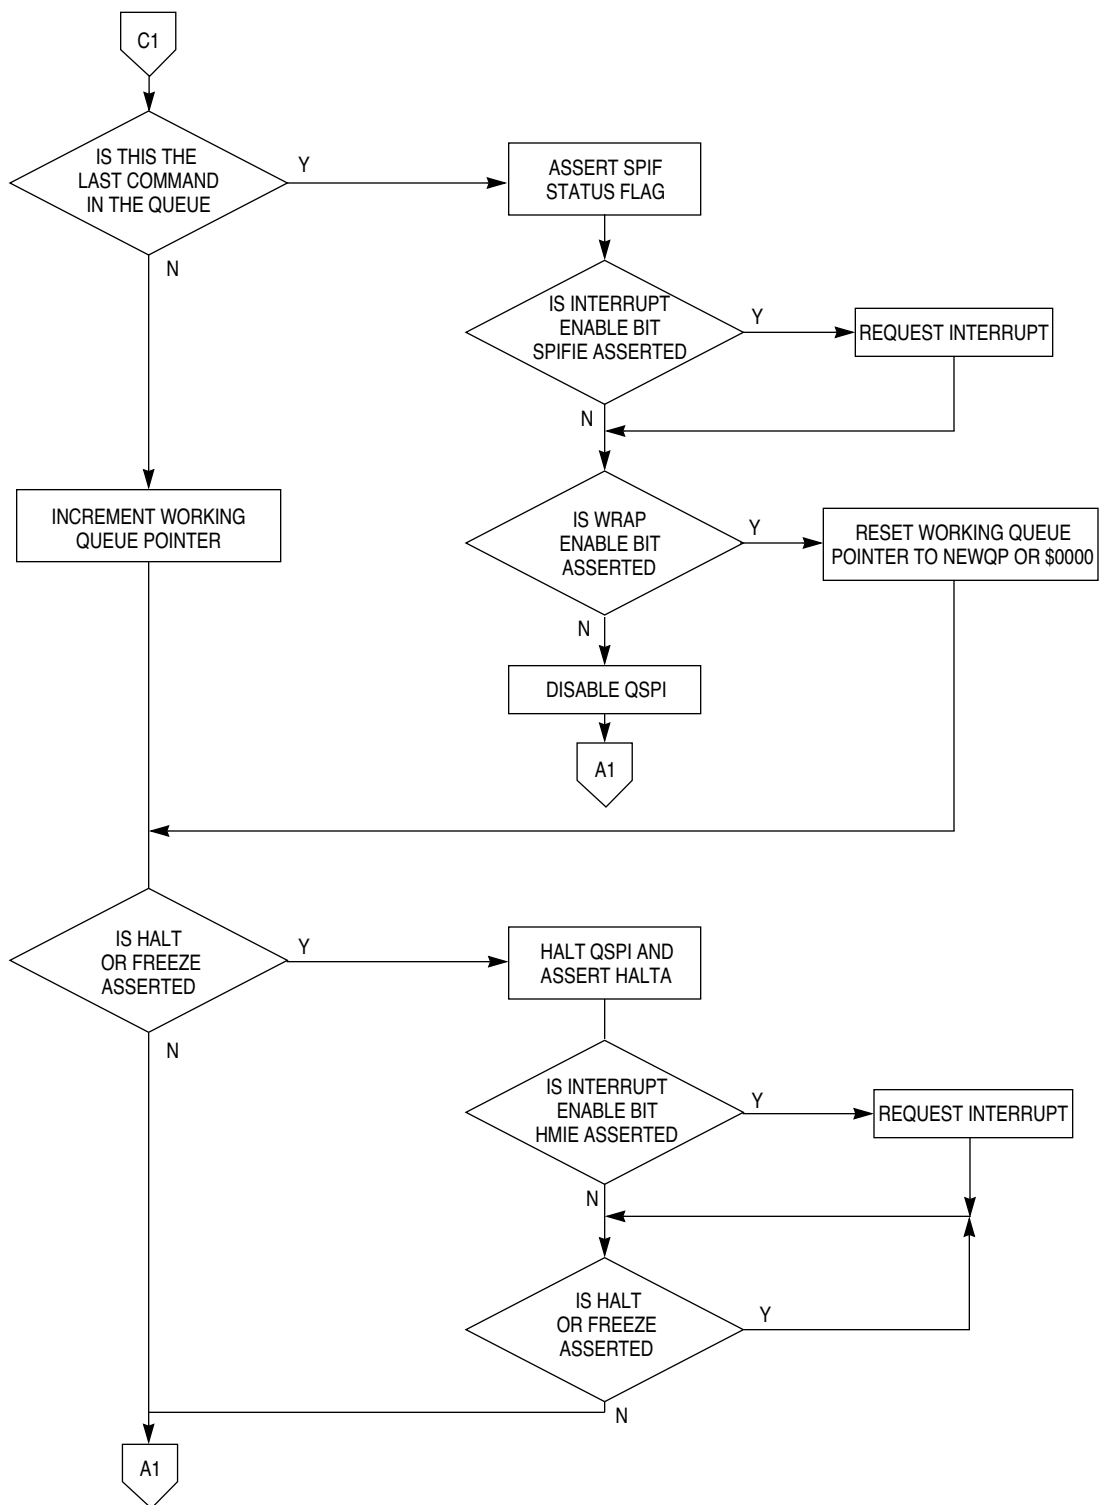 C1
IS THIS THE
LAST COMMAND
IN THE QUEUE
Y
N
ASSERT SPIF
STATUS FLAG
IS INTERRUPT
ENABLE BIT
SPIFIE ASSERTED
Y
N
REQUEST INTERRUPT
INCREMENT WORKING
QUEUE POINTER
IS WRAP
ENABLE BIT
ASSERTED
Y
N
RESET WORKING QUEUE
POINTER TO NEWQP OR $0000
DISABLE QSPI
A1
IS HALT
OR FREEZE
ASSERTED
Y
N
HALT QSPI AND
ASSERT HALTA
IS INTERRUPT
ENABLE BIT
HMIE ASSERTED
Y
N
REQUEST INTERRUPT
IS HALT
OR FREEZE
ASSERTED
Y
N
A1